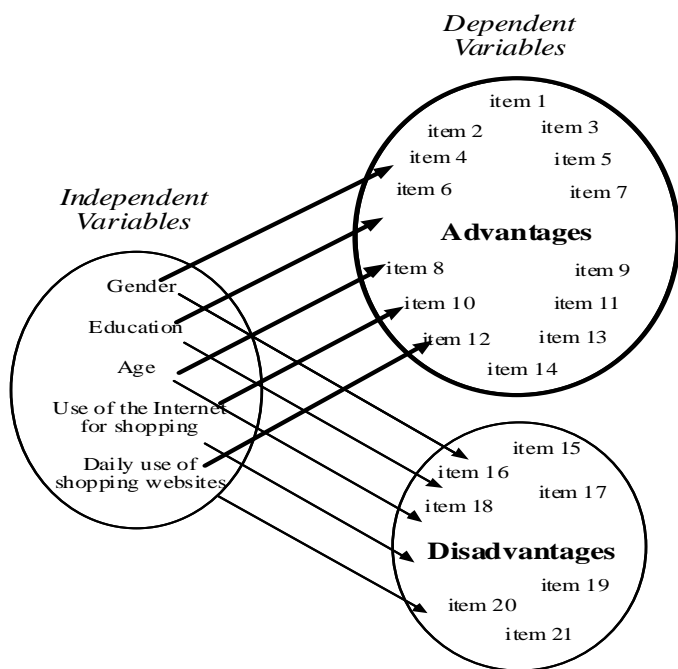 Dependent
Variables
item 1
item 2
item 3
item 4
item 5
item 6
item 7
Advantages
item 8
item 9
item 10
item 11
item 12
item 13
item 14
Independent
Variables
Gender
Education
Age
Use of the Internet
for shopping
Daily use of
shopping websites
item 15
item 16
item 17
item 18
Disadvantages
item 19
item 20
item 21